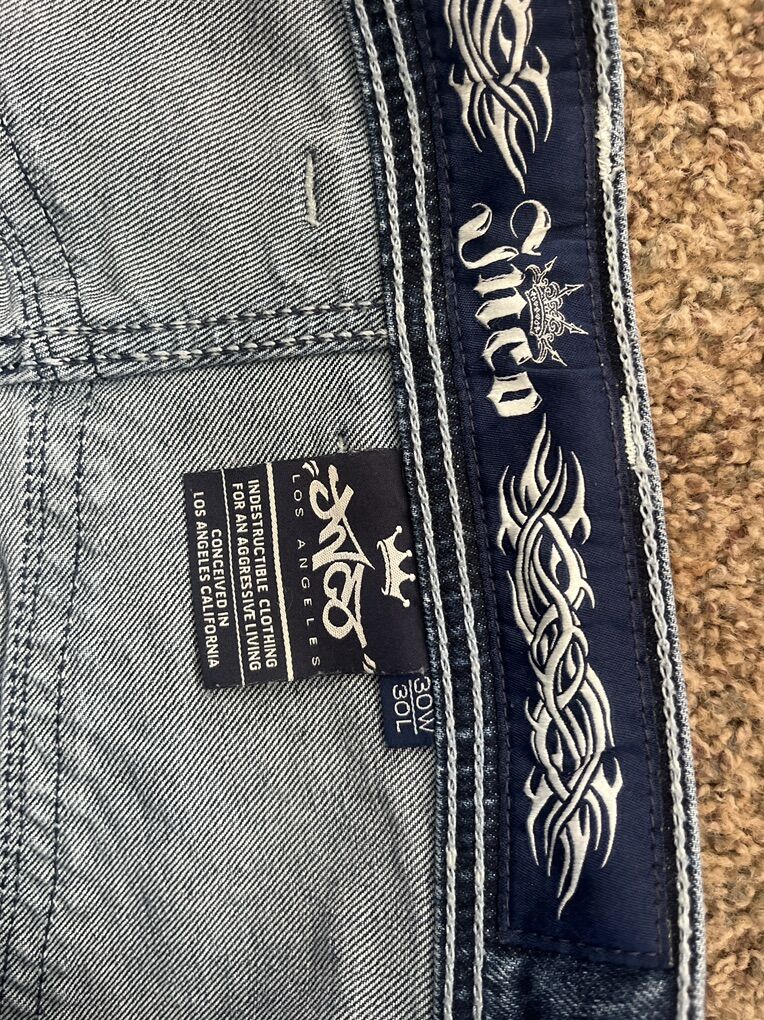 Jnco
"JNCO"
LOS ANGELES
INDESTRUCTIBLE CLOTHING
FOR AN AGGRESSIVE LIVING
CONCEIVED IN
LOS ANGELES CALIFORNIA
30W
30L